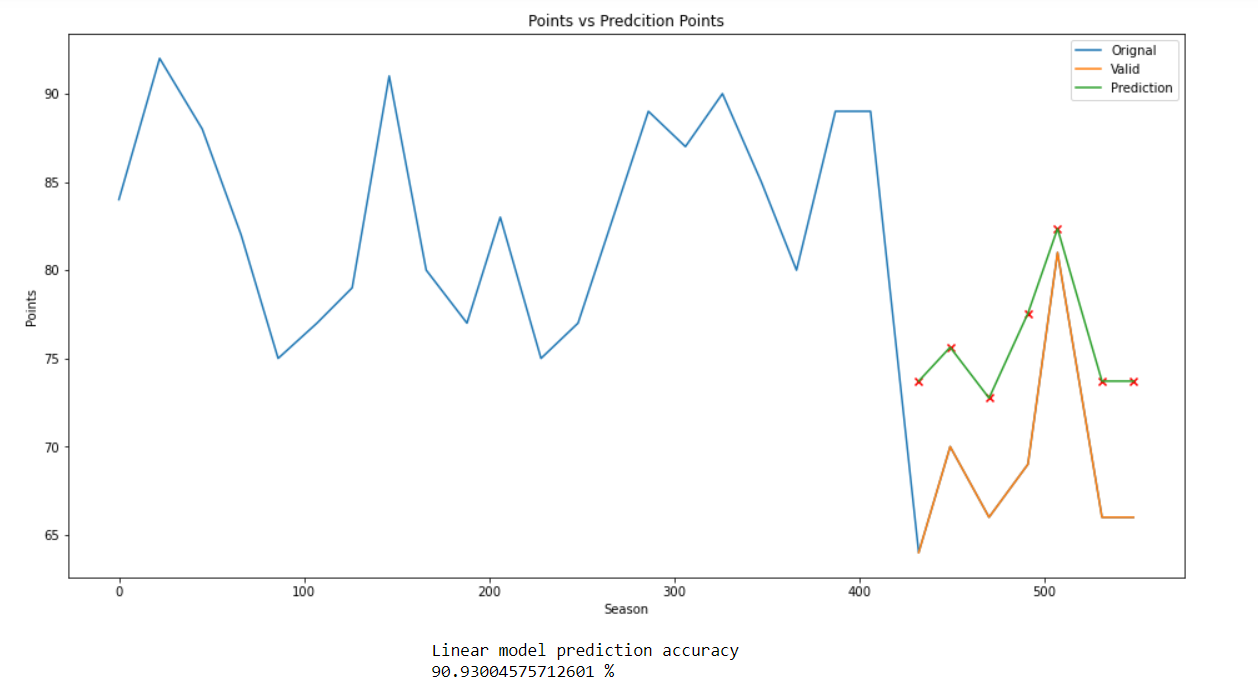 Points vs Predcition Points
Orignal
Valid
Prediction
90
85
80
75
70
65
Points
0 100 200 300 400 500
Season
Linear model prediction accuracy
90.93004575712601 %